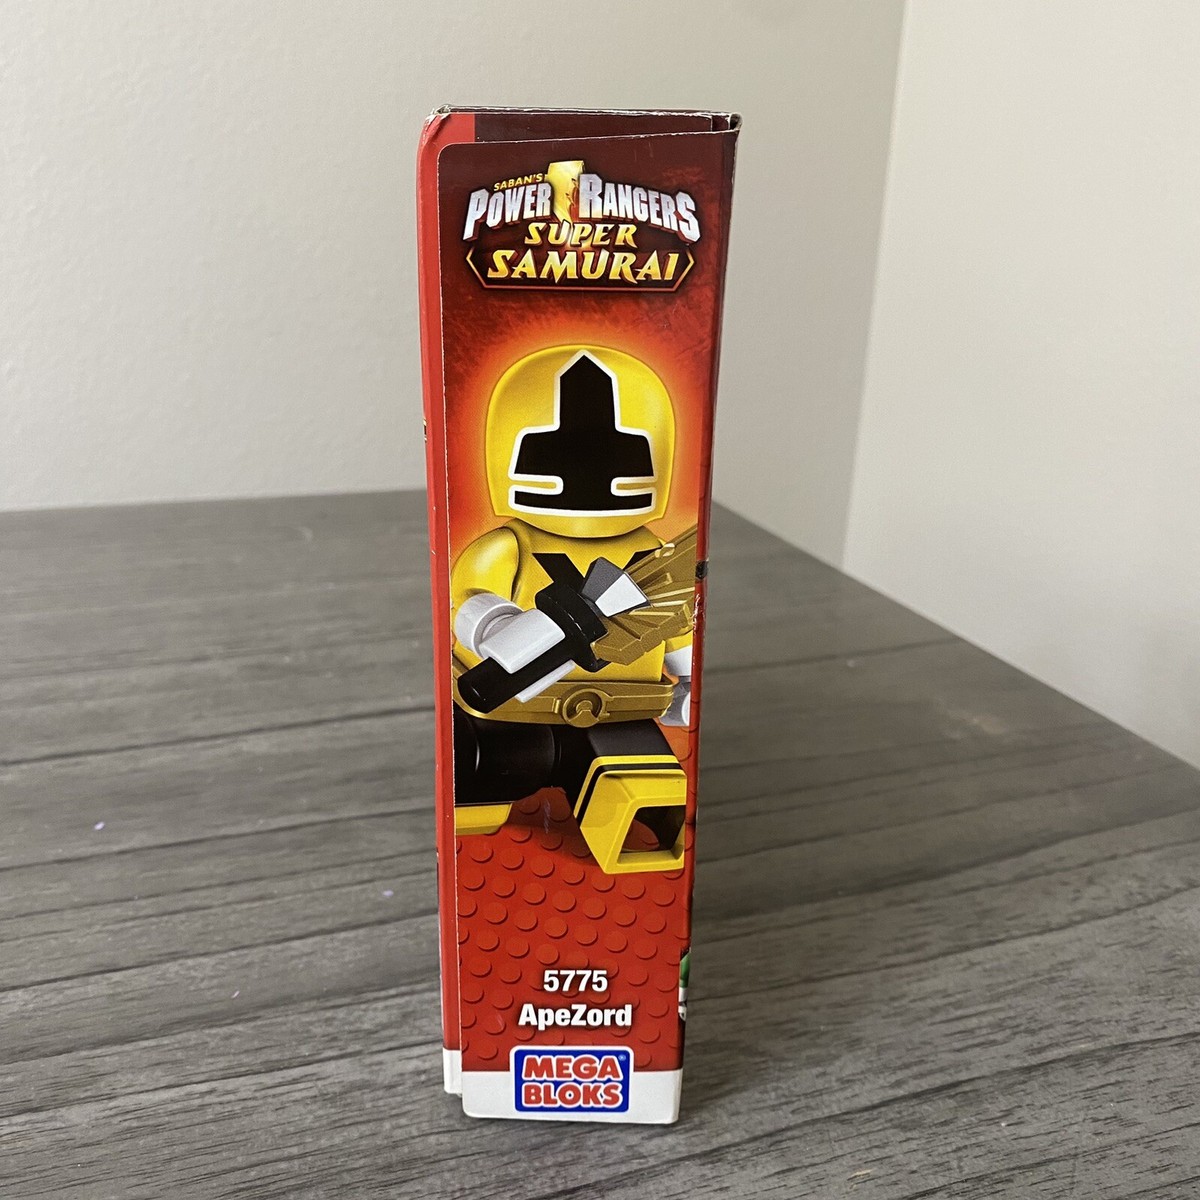 SABAN'S
POWER RANGERS
SUPER
SAMURAI
5775
ApeZord
MEGA
BLOKS®